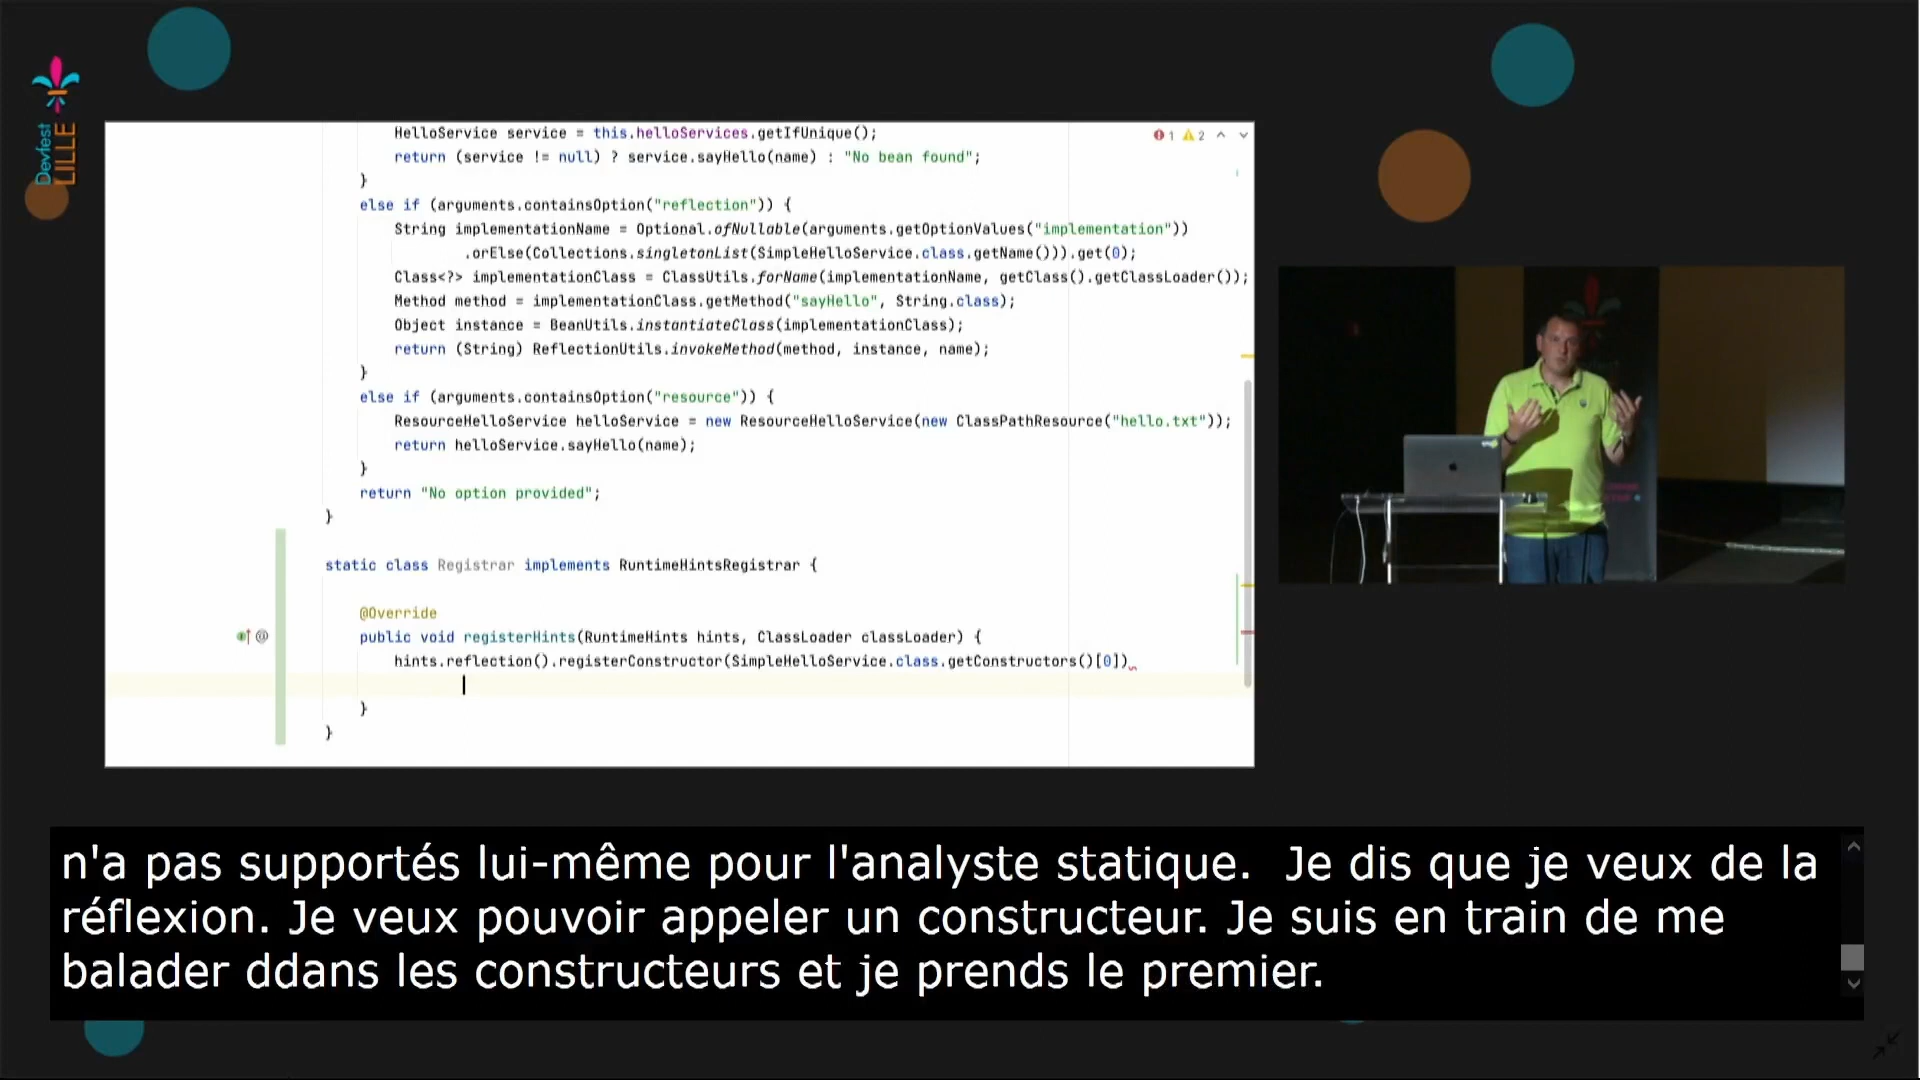 Devfest
LILLE
HelloService service = this.helloServices.getIfUnique();
return (service != null) ? service.sayHello(name) : "No bean found";
}
else if (arguments.containsOption("reflection")) {
String implementationName = Optional.ofNullable(arguments.getOptionValues("implementation"))
.orElse(Collections.singletonList(SimpleHelloService.class.getName())).get(0);
Class<?> implementationClass = ClassUtils.forName(implementationName, getClass().getClassLoader());
Method method = implementationClass.getMethod("sayHello", String.class);
Object instance = BeanUtils.instantiateClass(implementationClass);
return (String) ReflectionUtils.invokeMethod(method, instance, name);
}
else if (arguments.containsOption("resource")) {
ResourceHelloService helloService = new ResourceHelloService(new ClassPathResource("hello.txt"));
return helloService.sayHello(name);
}
return "No option provided";
}
static class Registrar implements RuntimeHintsRegistrar {
@Override
public void registerHints(RuntimeHints hints, ClassLoader classLoader) {
hints.reflection().registerConstructor(SimpleHelloService.class.getConstructors()[0])
}
}
1 2
n'a pas supportés lui-même pour l'analyste statique.  Je dis que je veux de la
réflexion. Je veux pouvoir appeler un constructeur. Je suis en train de me
balader ddans les constructeurs et je prends le premier.